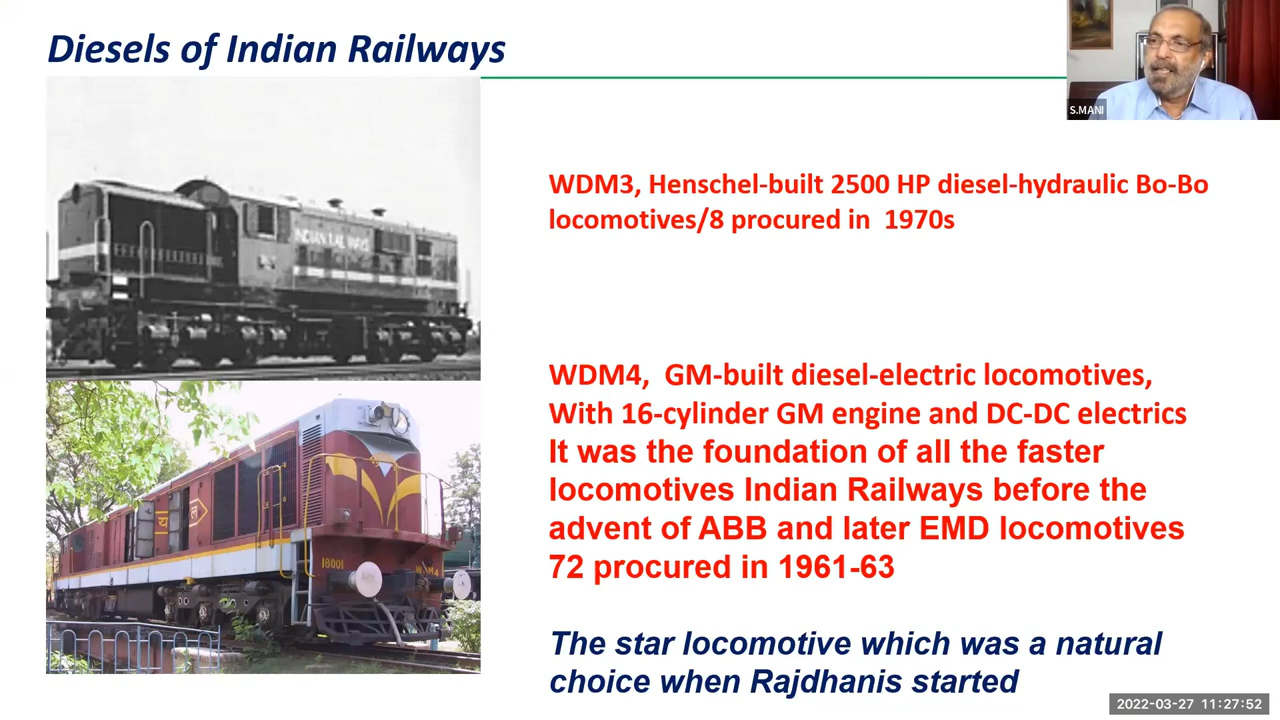 Diesels of Indian Railways
S.MANI
WDM3, Henschel-built 2500 HP diesel-hydraulic Bo-Bo
locomotives/8 procured in 1970s
INDIAN RAILWAYS
WDM4, GM-built diesel-electric locomotives,
With 16-cylinder GM engine and DC-DC electrics
It was the foundation of all the faster
locomotives Indian Railways before the
advent of ABB and later EMD locomotives
72 procured in 1961-63
18001
WDM4
The star locomotive which was a natural
choice when Rajdhanis started
2022-03-27 11:27:52